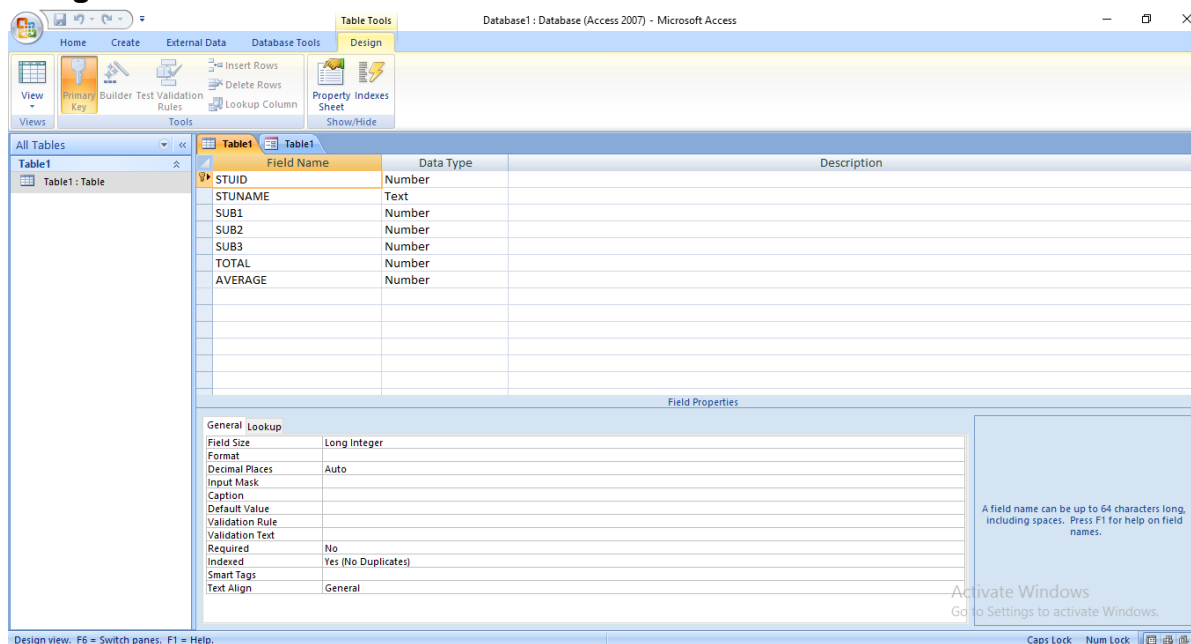 Table Tools
Database1 : Database (Access 2007) - Microsoft Access
Home Create External Data Database Tools Design
View
Primary Key
Builder
Test Validation Rules
Insert Rows
Delete Rows
Lookup Column
Property Sheet
Indexes
Views Tools Show/Hide
All Tables
Table1
Table1 : Table
Table1 Table1
Field Name Data Type Description
STUID Number
STUNAME Text
SUB1 Number
SUB2 Number
SUB3 Number
TOTAL Number
AVERAGE Number
Field Properties
General Lookup
Field Size Long Integer
Format
Decimal Places Auto
Input Mask
Caption
Default Value
Validation Rule
Validation Text
Required No
Indexed Yes (No Duplicates)
Smart Tags
Text Align General
A field name can be up to 64 characters long,
including spaces. Press F1 for help on field
names.
Activate Windows
Go to Settings to activate Windows.
Design view. F6 = Switch panes. F1 = Help.
Caps Lock Num Lock